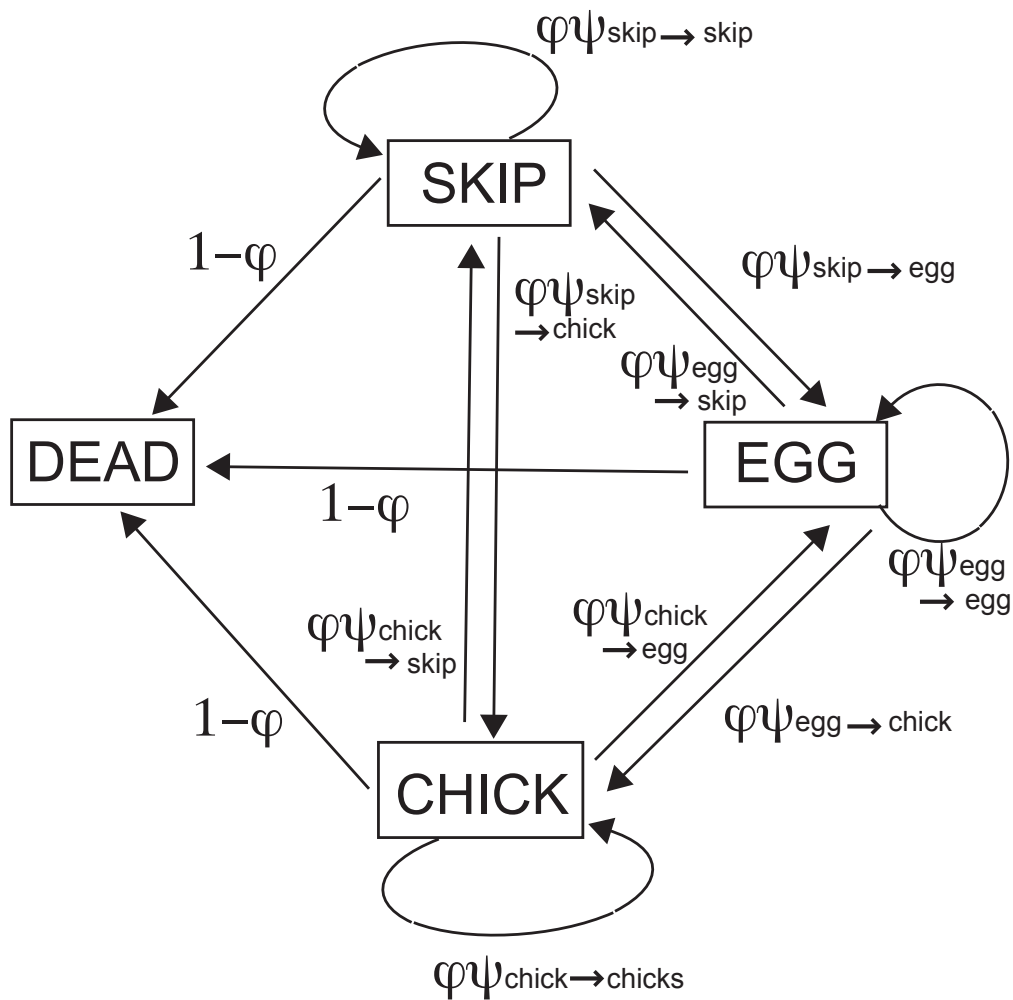 φψskip → skip
SKIP
1−φ
φψskip → egg
φψskip
→ chick
φψegg
→ skip
DEAD
EGG
1−φ
φψegg
→ egg
φψchick
→ skip
φψchick
→ egg
1−φ
φψegg → chick
CHICK
φψchick → chicks